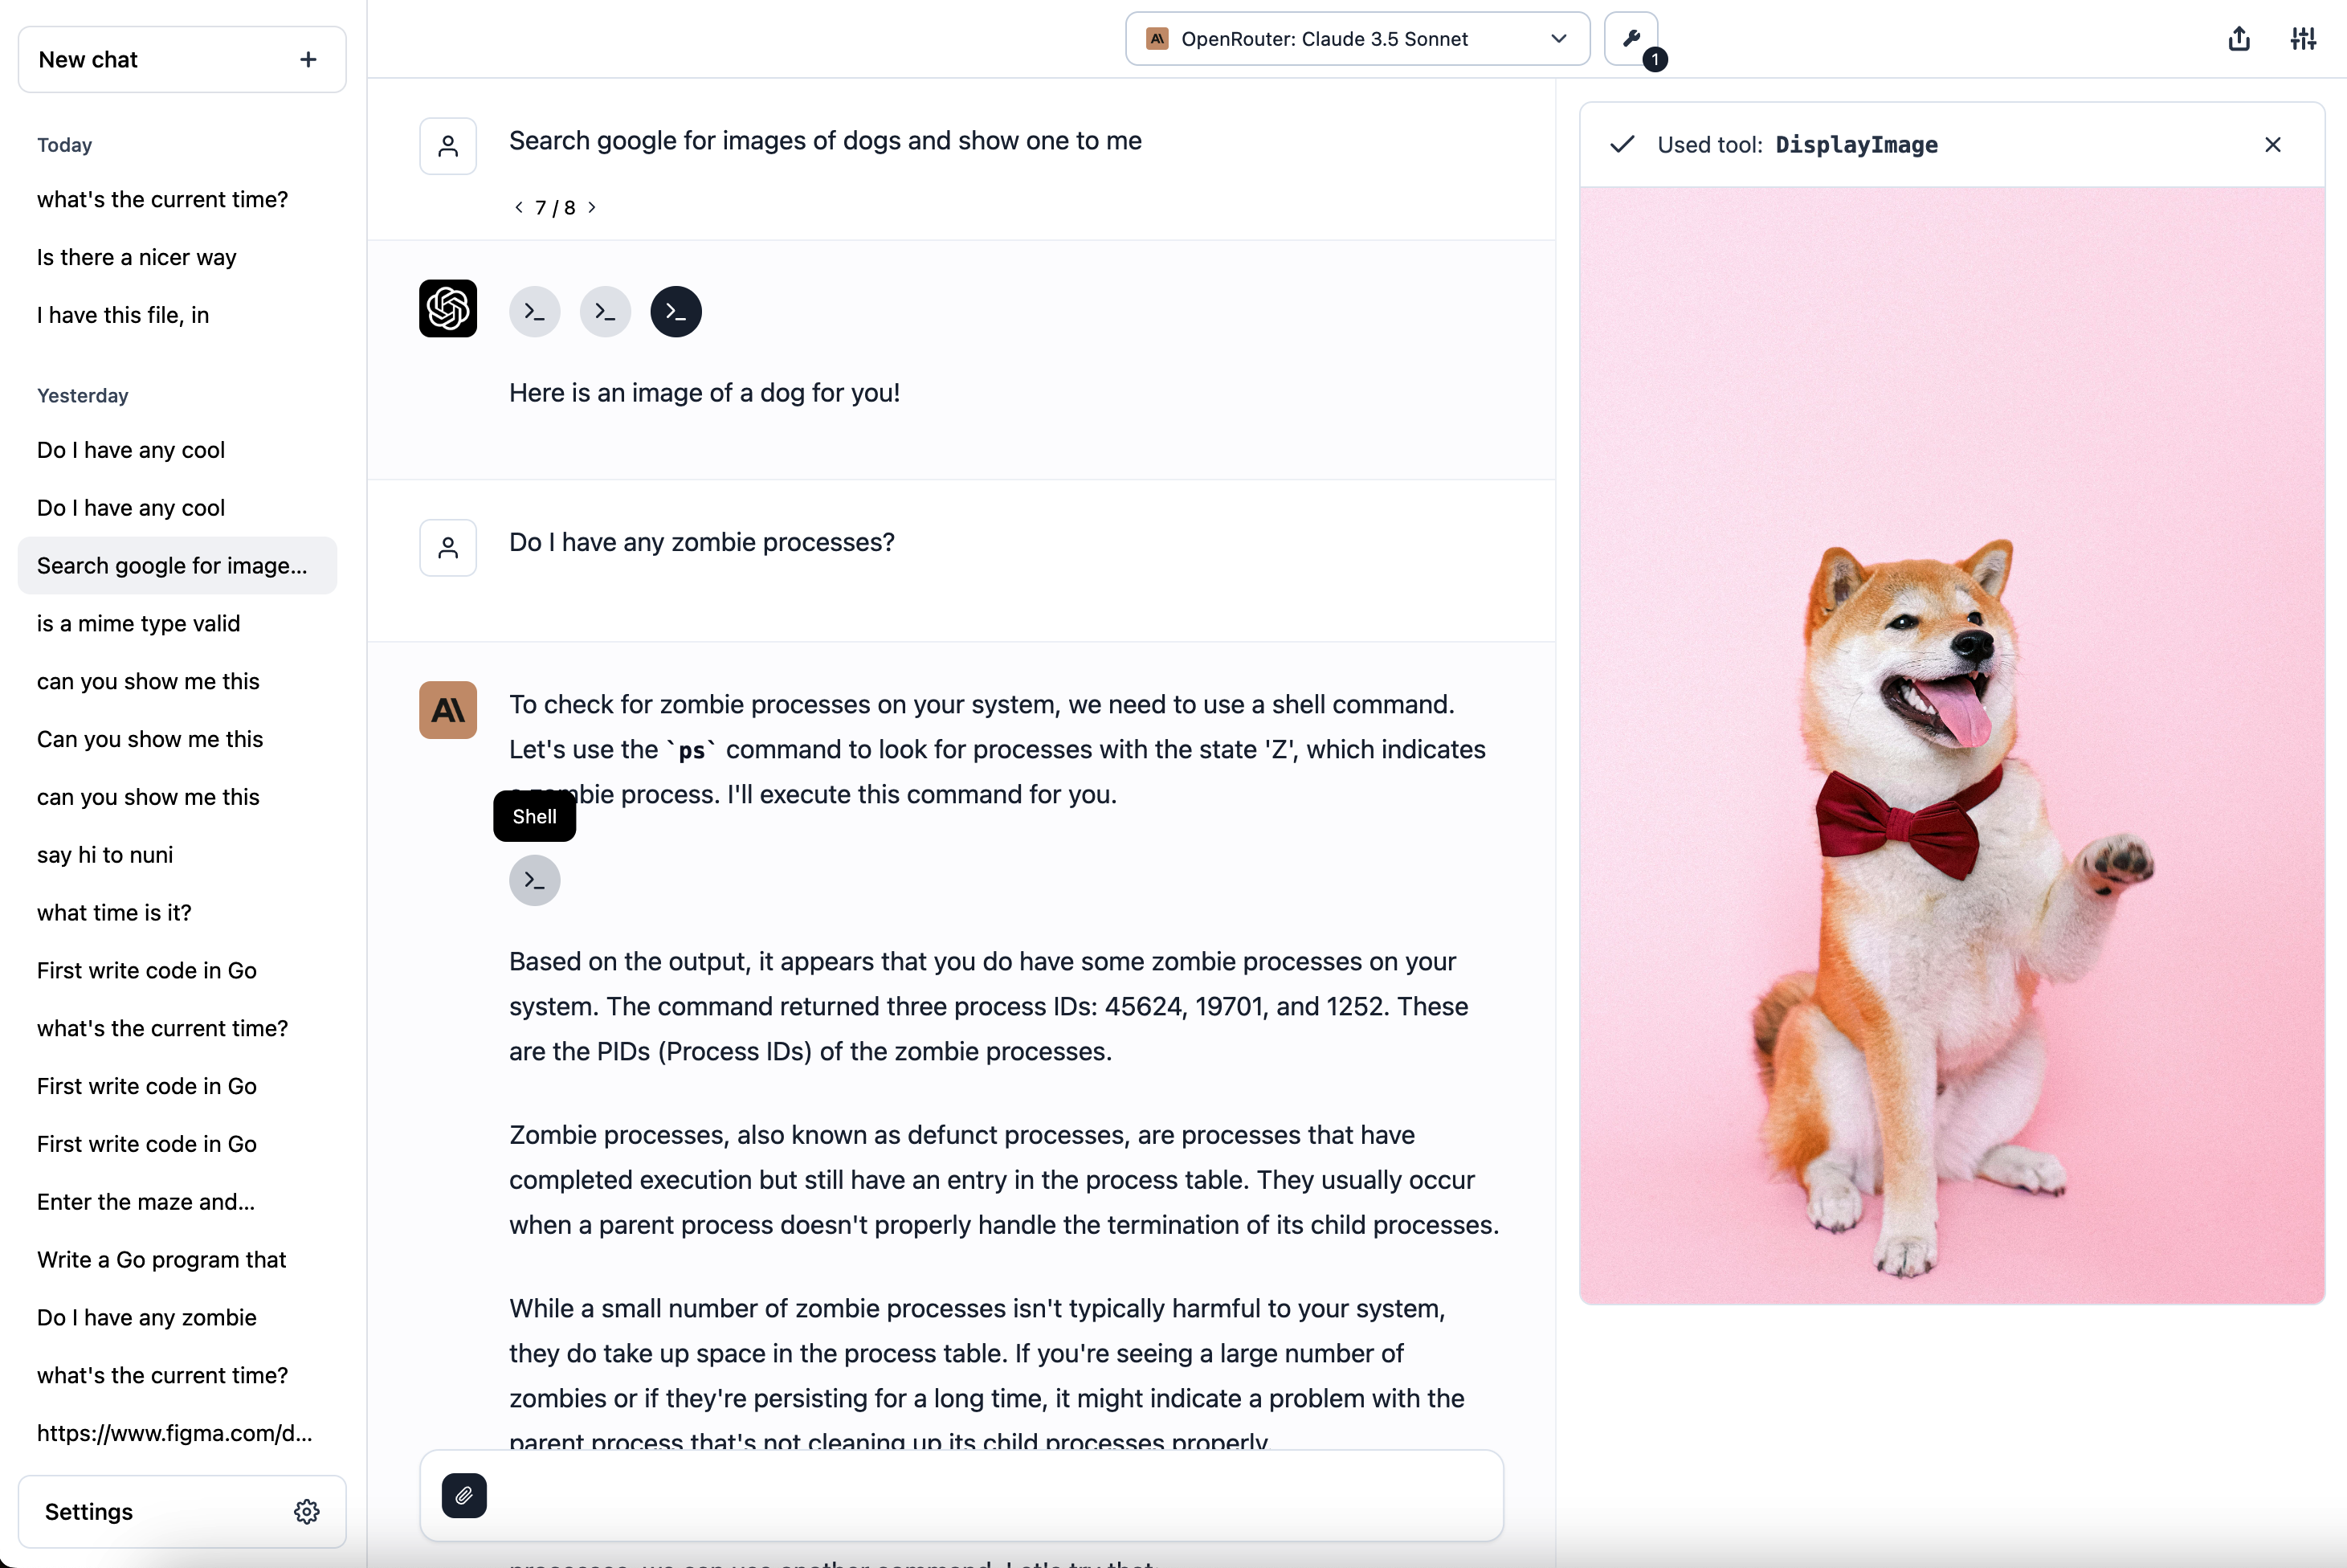 New chat
Today
what's the current time?
Is there a nicer way
I have this file, in
Yesterday
Do I have any cool
Do I have any cool
Search google for image...
is a mime type valid
can you show me this
Can you show me this
can you show me this
say hi to nuni
what time is it?
First write code in Go
what's the current time?
First write code in Go
First write code in Go
Enter the maze and...
Write a Go program that
Do I have any zombie
what's the current time?
https://www.figma.com/d...
Settings
OpenRouter: Claude 3.5 Sonnet
1
Search google for images of dogs and show one to me
7 / 8
Here is an image of a dog for you!
Do I have any zombie processes?
To check for zombie processes on your system, we need to use a shell command.
Let's use the `ps` command to look for processes with the state 'Z', which indicates
a zombie process. I'll execute this command for you.
Shell
Based on the output, it appears that you do have some zombie processes on your
system. The command returned three process IDs: 45624, 19701, and 1252. These
are the PIDs (Process IDs) of the zombie processes.
Zombie processes, also known as defunct processes, are processes that have
completed execution but still have an entry in the process table. They usually occur
when a parent process doesn't properly handle the termination of its child processes.
While a small number of zombie processes isn't typically harmful to your system,
they do take up space in the process table. If you're seeing a large number of
zombies or if they're persisting for a long time, it might indicate a problem with the
parent process that's not cleaning up its child processes properly.
processes, we can use another command. Let's try that:
Used tool: DisplayImage